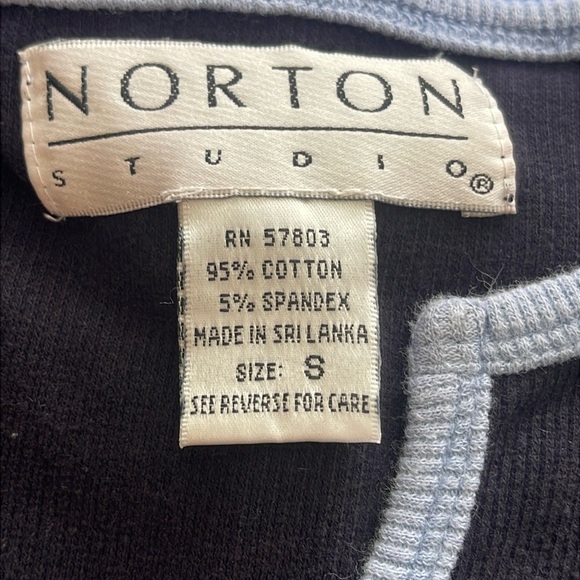 NORTON
STUDIO®
RN 57803
95% COTTON
5% SPANDEX
MADE IN SRI LANKA
SIZE: S
SEE REVERSE FOR CARE